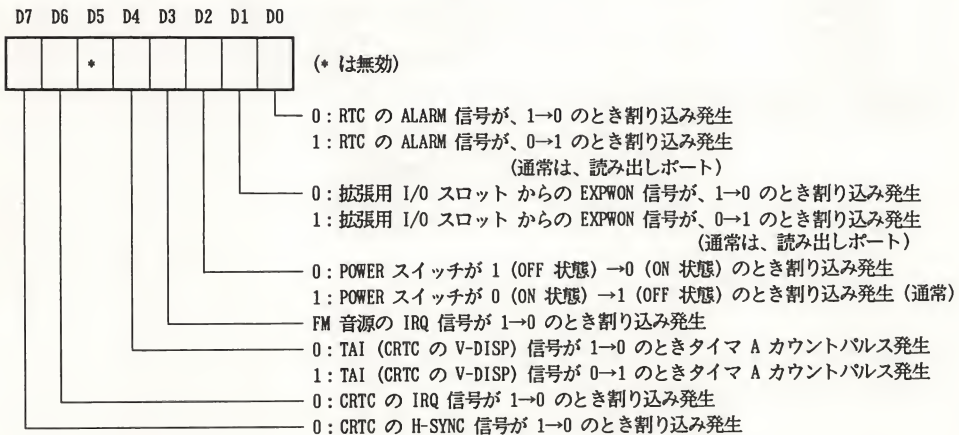 D7 D6 D5 D4 D3 D2 D1 D0
*
(* は無効)
0：RTC の ALARM 信号が、1→0 のとき割り込み発生
1：RTC の ALARM 信号が、0→1 のとき割り込み発生
(通常は、読み出しポート)
0：拡張用 I/O スロット からの EXPWON 信号が、1→0 のとき割り込み発生
1：拡張用 I/O スロット からの EXPWON 信号が、0→1 のとき割り込み発生
(通常は、読み出しポート)
0：POWER スイッチが 1 (OFF 状態) →0 (ON 状態) のとき割り込み発生
1：POWER スイッチが 0 (ON 状態) →1 (OFF 状態) のとき割り込み発生 (通常)
FM 音源の IRQ 信号が 1→0 のとき割り込み発生
0：TAI (CRTC の V-DISP) 信号が 1→0 のときタイマ A カウントパルス発生
1：TAI (CRTC の V-DISP) 信号が 0→1 のときタイマ A カウントパルス発生
0：CRTC の IRQ 信号が 1→0 のとき割り込み発生
0：CRTC の H-SYNC 信号が 1→0 のとき割り込み発生